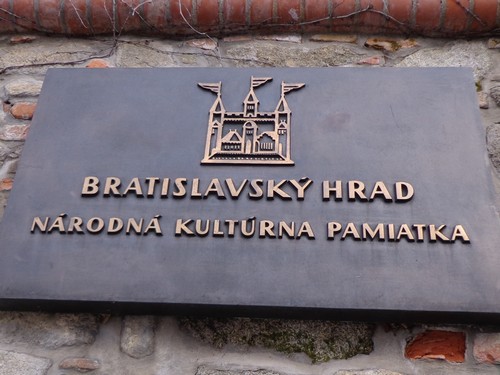 BRATISLAVSKÝ HRAD
NÁRODNÁ KULTÚRNA PAMIATKA